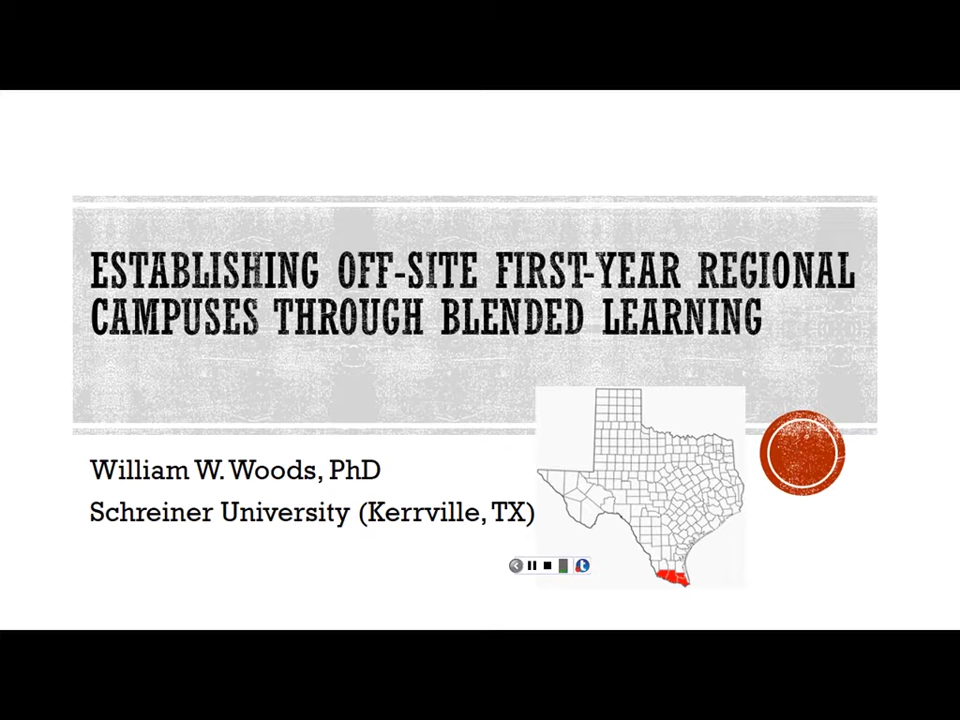 ESTABLISHING OFF-SITE FIRST-YEAR REGIONAL
CAMPUSES THROUGH BLENDED LEARNING
William W. Woods, PhD
Schreiner University (Kerrville, TX)
t